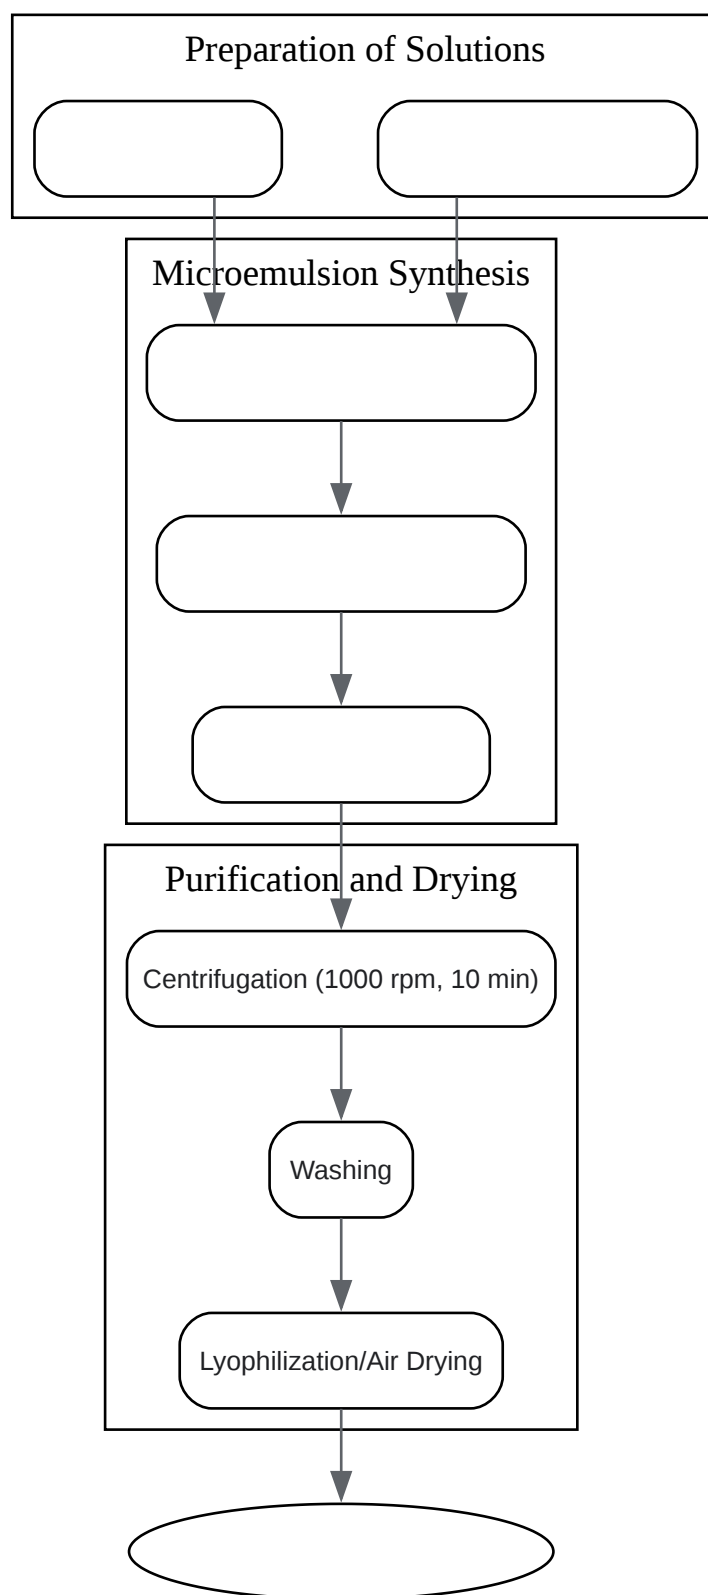 Preparation of Solutions
Microemulsion Synthesis
Purification and Drying
Centrifugation (1000 rpm, 10 min)
Washing
Lyophilization/Air Drying